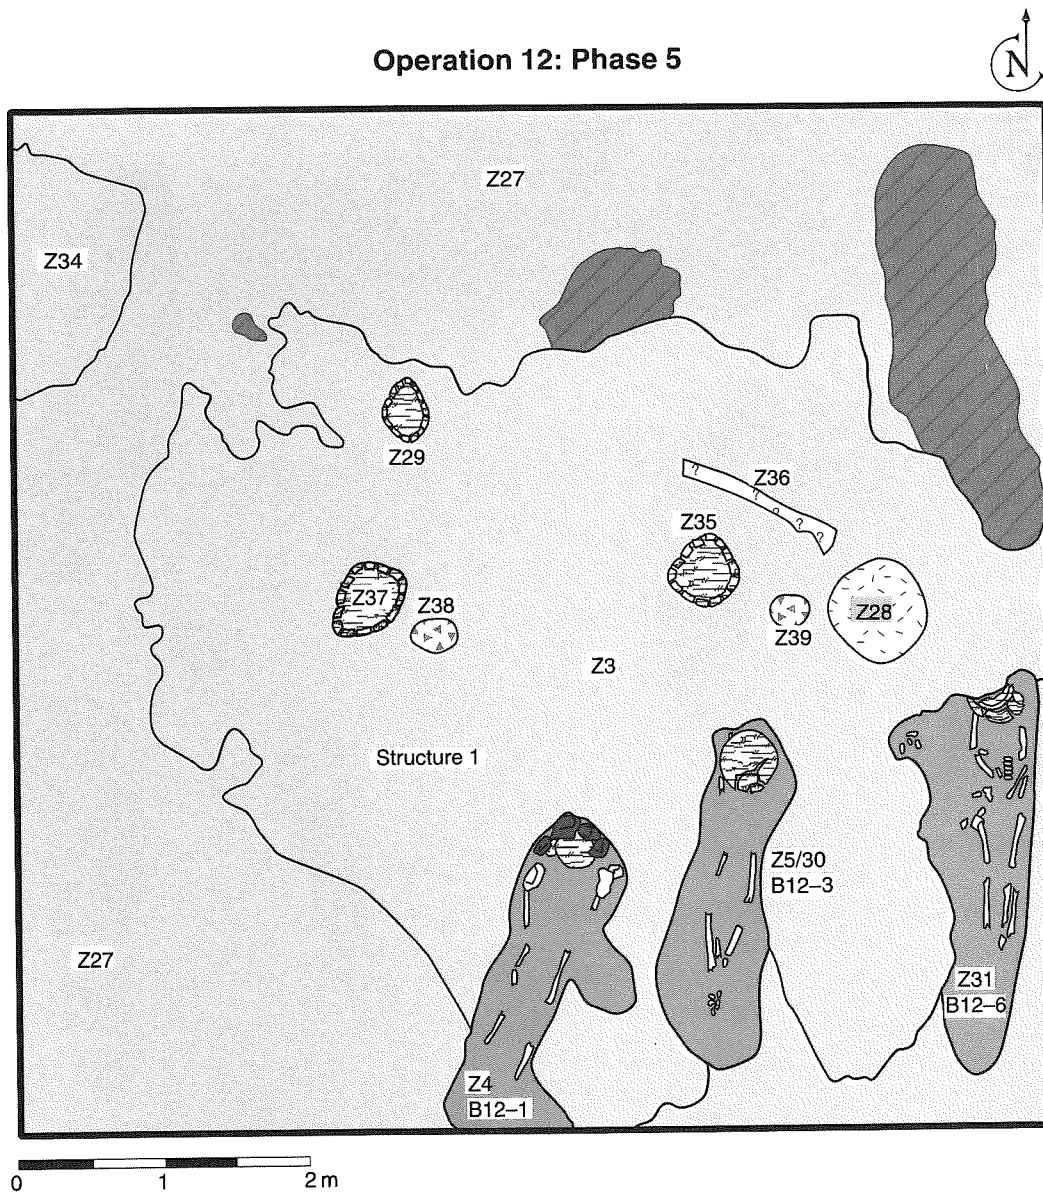 Operation 12: Phase 5
N
Z27
Z34
Z29
Z36
?
?
?
?
?
Z35
Z37
Z38
Z39
Z28
Z3
Structure 1
Z5/30
B12–3
Z27
Z31
B12–6
Z4
B12–1
0 1 2 m